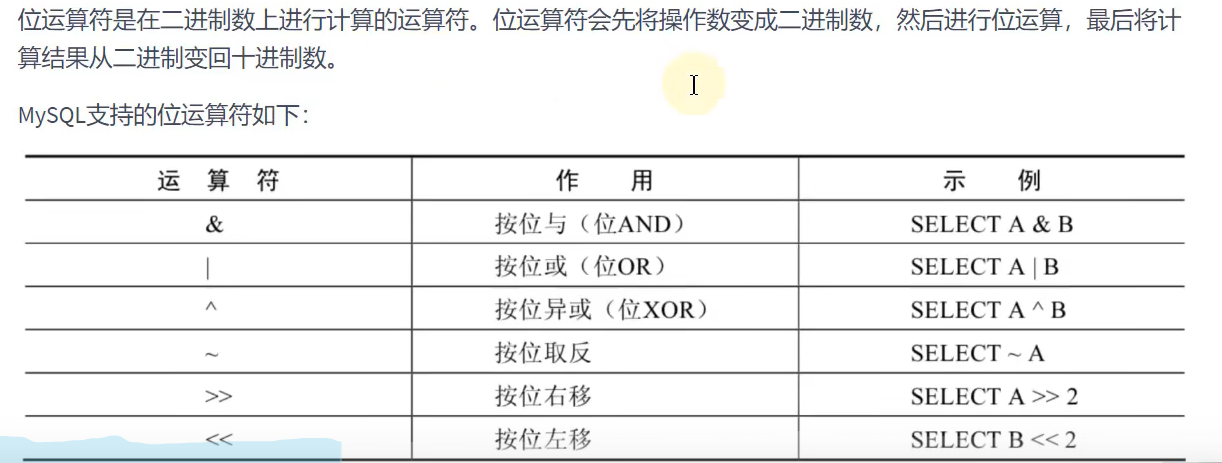 位运算符是在二进制数上进行计算的运算符。位运算符会先将操作数变成二进制数，然后进行位运算，最后将计
算结果从二进制变回十进制数。
MySQL支持的位运算符如下：
运 算 符 作 用 示 例
& 按位与（位AND） SELECT A & B
| 按位或（位OR） SELECT A | B
^ 按位异或（位XOR） SELECT A ^ B
~ 按位取反 SELECT ~ A
>> 按位右移 SELECT A >> 2
<< 按位左移 SELECT B << 2